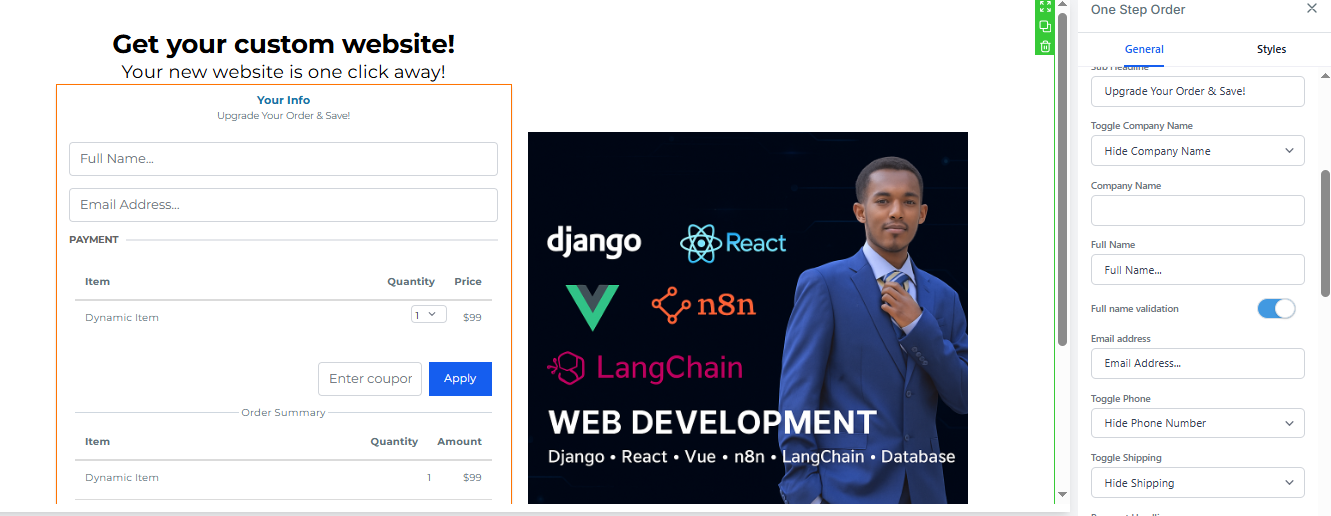 Get your custom website!
Your new website is one click away!
Your Info
Upgrade Your Order & Save!
Full Name...
Email Address...
PAYMENT
Item Quantity Price
Dynamic Item 1 $99
Enter coupor
Apply
Order Summary
Item Quantity Amount
Dynamic Item 1 $99
django
React
n8n
LangChain
WEB DEVELOPMENT
Django • React • Vue • n8n • LangChain • Database
One Step Order
General
Styles
Sub Headline
Upgrade Your Order & Save!
Toggle Company Name
Hide Company Name
Company Name
Full Name
Full Name...
Full name validation
Email address
Email Address...
Toggle Phone
Hide Phone Number
Toggle Shipping
Hide Shipping